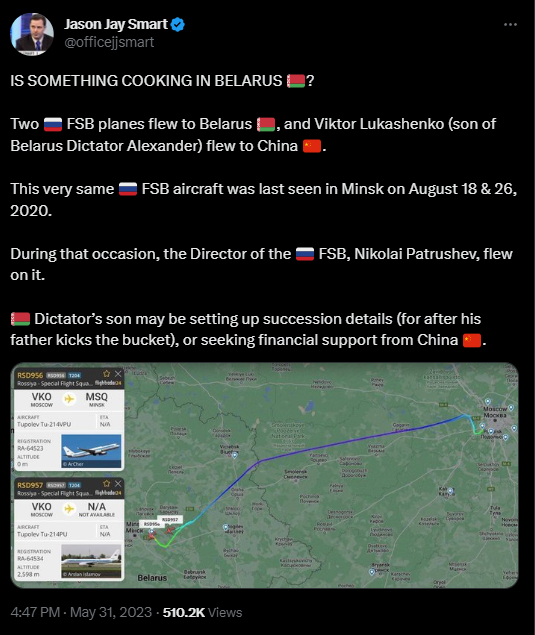 Jason Jay Smart
@officejjsmart
IS SOMETHING COOKING IN BELARUS 🇧🇾?
Two 🇷🇺 FSB planes flew to Belarus 🇧🇾, and Viktor Lukashenko (son of
Belarus Dictator Alexander) flew to China 🇨🇳.
This very same 🇷🇺 FSB aircraft was last seen in Minsk on August 18 & 26,
2020.
During that occasion, the Director of the 🇷🇺 FSB, Nikolai Patrushev, flew
on it.
🇧🇾 Dictator’s son may be setting up succession details (for after his
father kicks the bucket), or seeking financial support from China 🇨🇳.
RSD956 RSD956 T204
Rossiya - Special Flight Squa... flightradar24
VKO MSQ
MOSCOW MINSK
AIRCRAFT STA
Tupolev Tu-214VPU N/A
REGISTRATION
RA-64523
ALTITUDE
0 m
© ArCher
RSD957 RSD957 T204
Rossiya - Special Flight Squa... flightradar24
VKO N/A
MOSCOW NOT AVAILABLE
AIRCRAFT STA
Tupolev Tu-214PU N/A
REGISTRATION
RA-64534
ALTITUDE
2,598 m
RSD956
RSD957
Moscow
Москва
Smolensk
Смоленск
Belarus
4:47 PM · May 31, 2023 · 510.2K Views